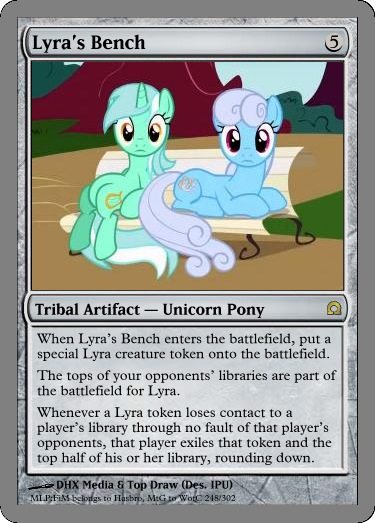 Lyra's Bench 5
Tribal Artifact — Unicorn Pony
When Lyra's Bench enters the battlefield, put a
special Lyra creature token onto the battlefield.
The tops of your opponents' libraries are part of
the battlefield for Lyra.
Whenever a Lyra token loses contact to a
player's library through no fault of that player's
opponents, that player exiles that token and the
top half of his or her library, rounding down.
DHX Media & Top Draw (Des. IPU)
MLP:FiM belongs to Hasbro, MtG to WotC 248/302